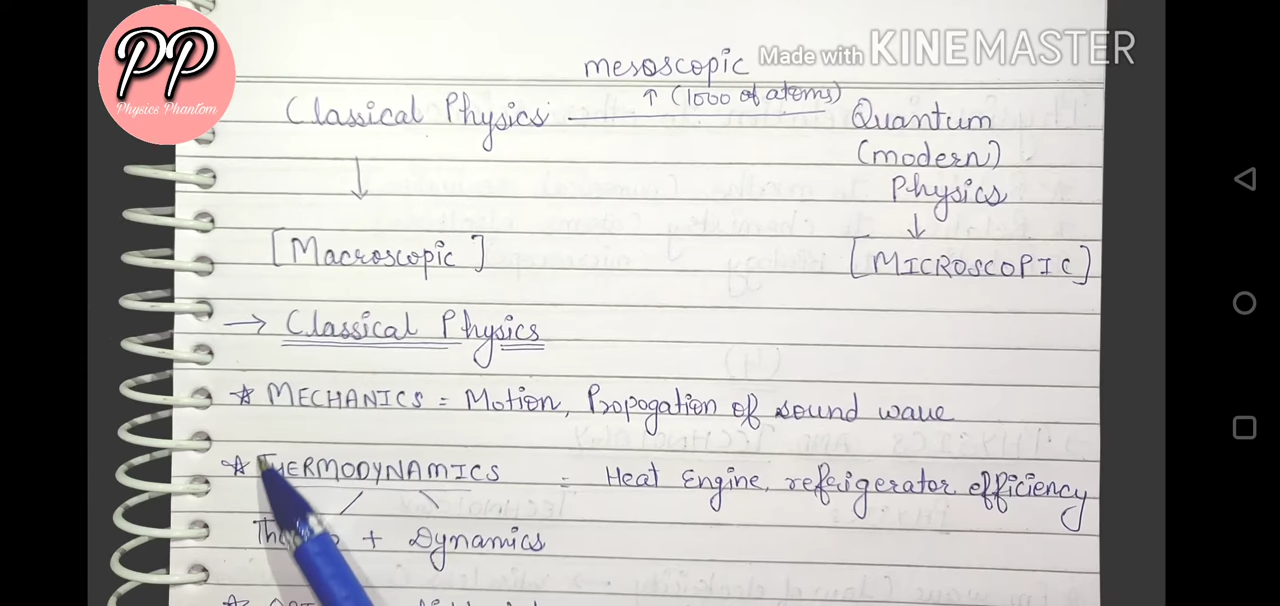 PP
Physics Phantom
Made with KINEMASTER
mesoscopic
↑ (1000 of atoms)
Classical Physics
Quantum
(modern)
Physics
↓
↓
[Macroscopic]
[MICROSCOPIC]
→ Classical Physics
☆ MECHANICS = Motion, Propogation of sound wave
☆ THERMODYNAMICS = Heat Engine, refrigerator efficiency
+ Dynamics